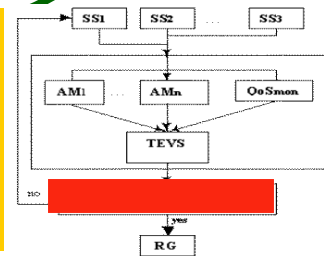 SS1 SS2 ... SS3
AM1 ... AMn QoSmon
TEVS
no
yes
RG